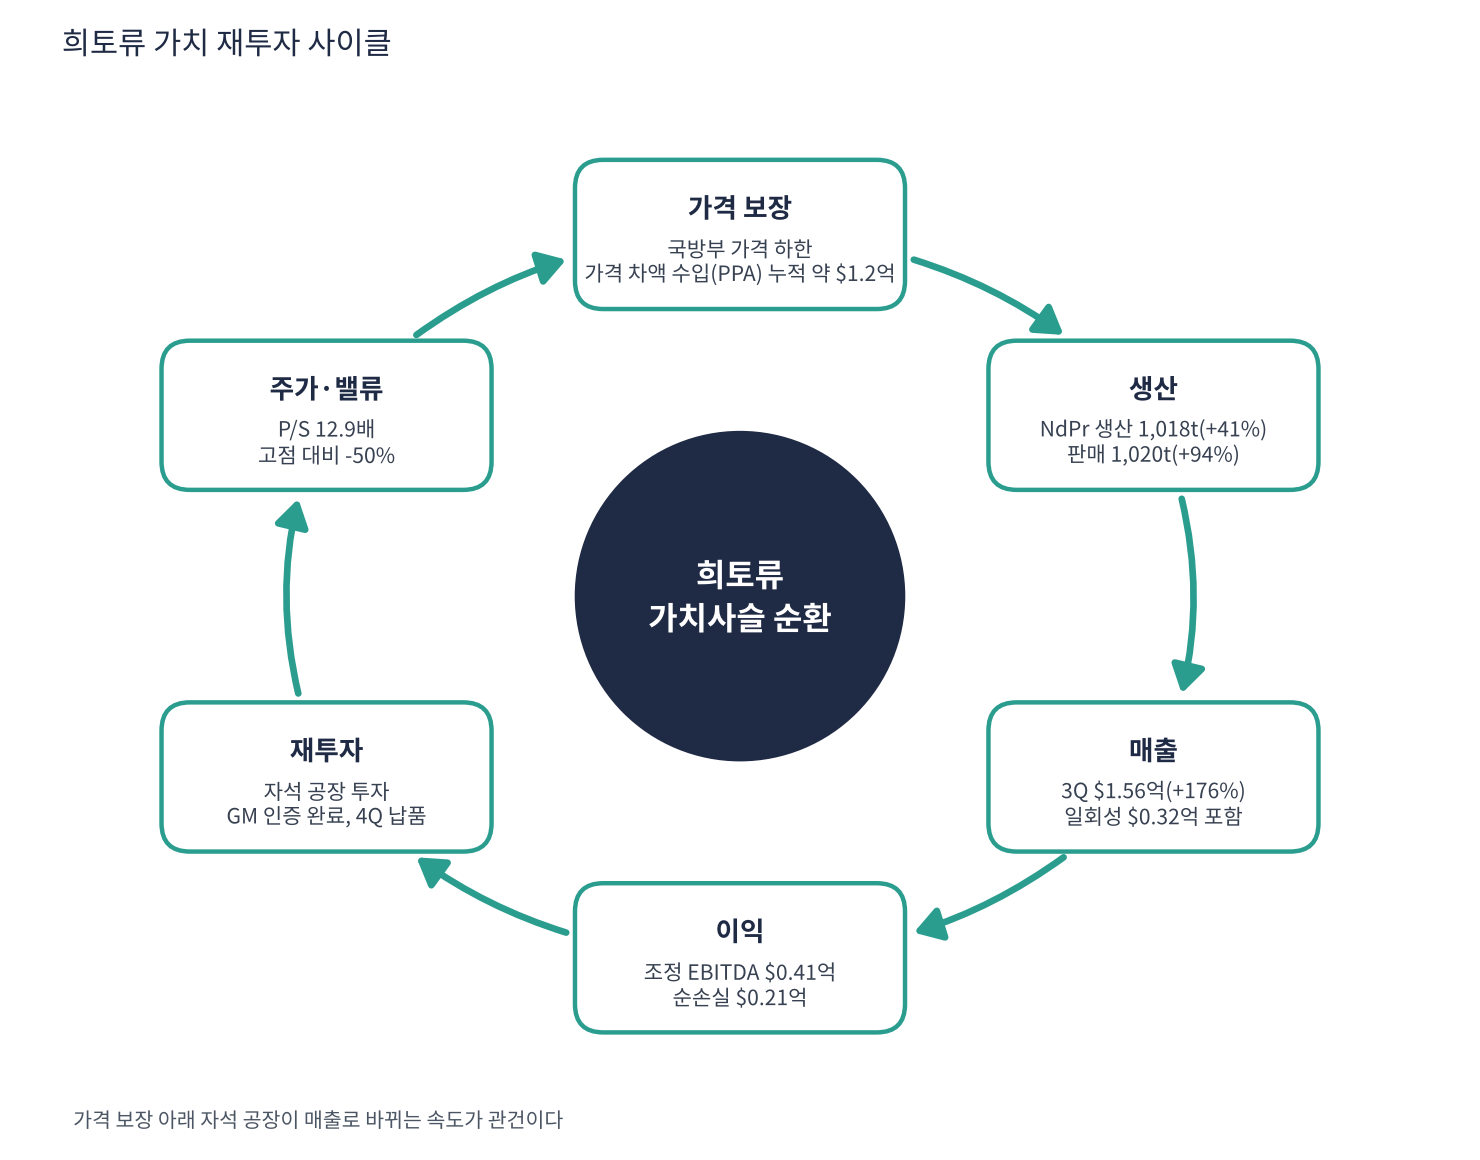 희토류 가치 재투자 사이클
가격 보장
국방부 가격 하한
가격 차액 수입(PPA) 누적 약 $1.2억
생산
NdPr 생산 1,018t(+41%)
판매 1,020t(+94%)
매출
3Q $1.56억(+176%)
일회성 $0.32억 포함
이익
조정 EBITDA $0.41억
순손실 $0.21억
재투자
자석 공장 투자
GM 인증 완료, 4Q 납품
주가·밸류
P/S 12.9배
고점 대비 -50%
희토류
가치사슬 순환
가격 보장 아래 자석 공장이 매출로 바뀌는 속도가 관건이다